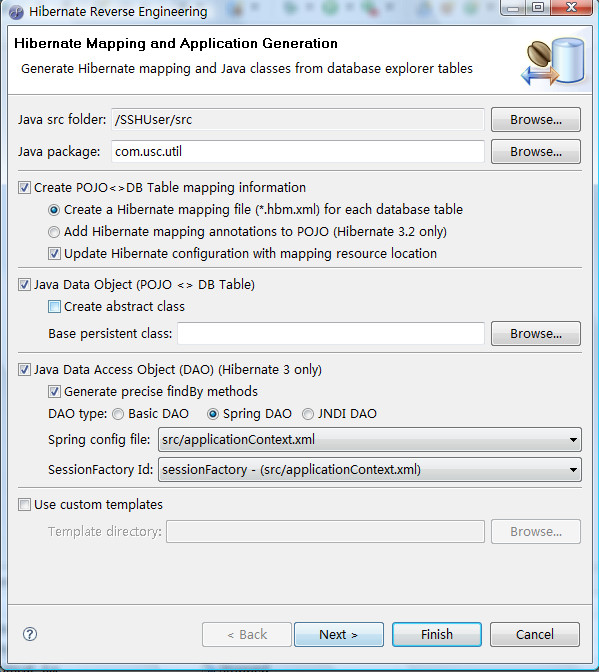 Hibernate Reverse Engineering
Hibernate Mapping and Application Generation
Generate Hibernate mapping and Java classes from database explorer tables
Java src folder: /SSHUser/src Browse...
Java package: com.usc.util Browse...
Create POJO<>DB Table mapping information
Create a Hibernate mapping file (*.hbm.xml) for each database table
Add Hibernate mapping annotations to POJO (Hibernate 3.2 only)
Update Hibernate configuration with mapping resource location
Java Data Object (POJO <> DB Table)
Create abstract class
Base persistent class: Browse...
Java Data Access Object (DAO) (Hibernate 3 only)
Generate precise findBy methods
DAO type: Basic DAO Spring DAO JNDI DAO
Spring config file: src/applicationContext.xml
SessionFactory Id: sessionFactory - (src/applicationContext.xml)
Use custom templates
Template directory: Browse...
? < Back Next > Finish Cancel